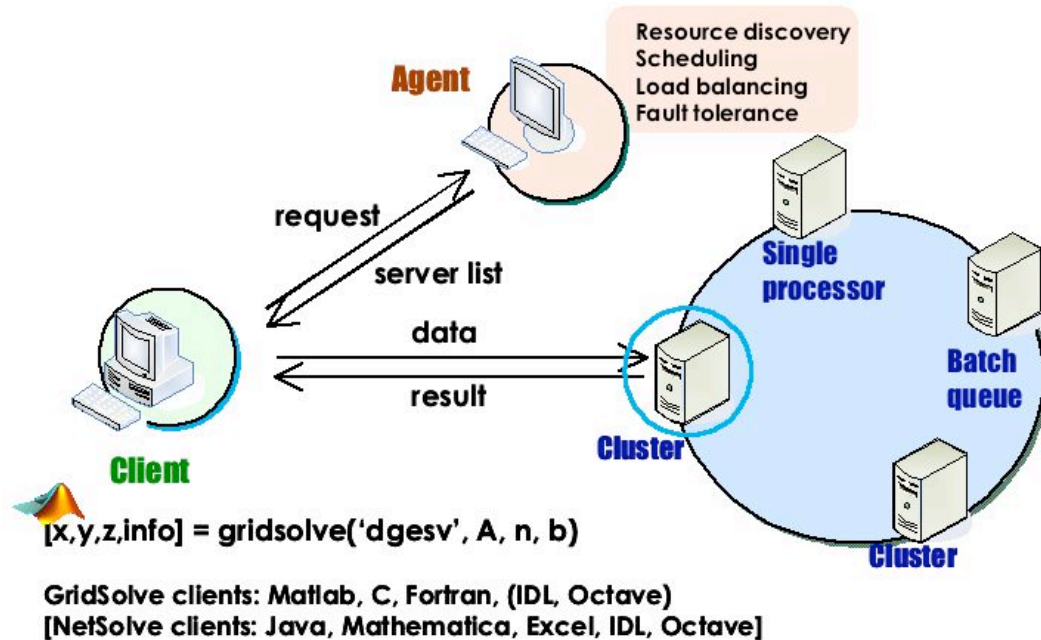 Resource discovery
Scheduling
Load balancing
Fault tolerance
Agent
request
server list
data
result
Client
Single
processor
Batch
queue
Cluster
Cluster
[x,y,z,info] = gridsolve(‘dgesv’, A, n, b)
GridSolve clients: Matlab, C, Fortran, (IDL, Octave)
[NetSolve clients: Java, Mathematica, Excel, IDL, Octave]